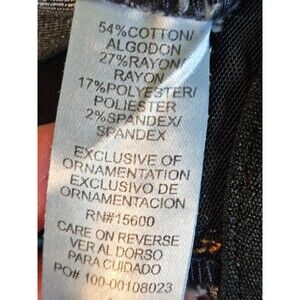 54%COTTON/
ALGODON
27%RAYON/
RAYON
17%POLYESTER/
POLIESTER
2%SPANDEX/
SPANDEX
EXCLUSIVE OF
ORNAMENTATION
EXCLUSIVO DE
ORNAMENTACION
RN#15600
CARE ON REVERSE
VER AL DORSO
PARA CUIDADO
PO# 100-00108023